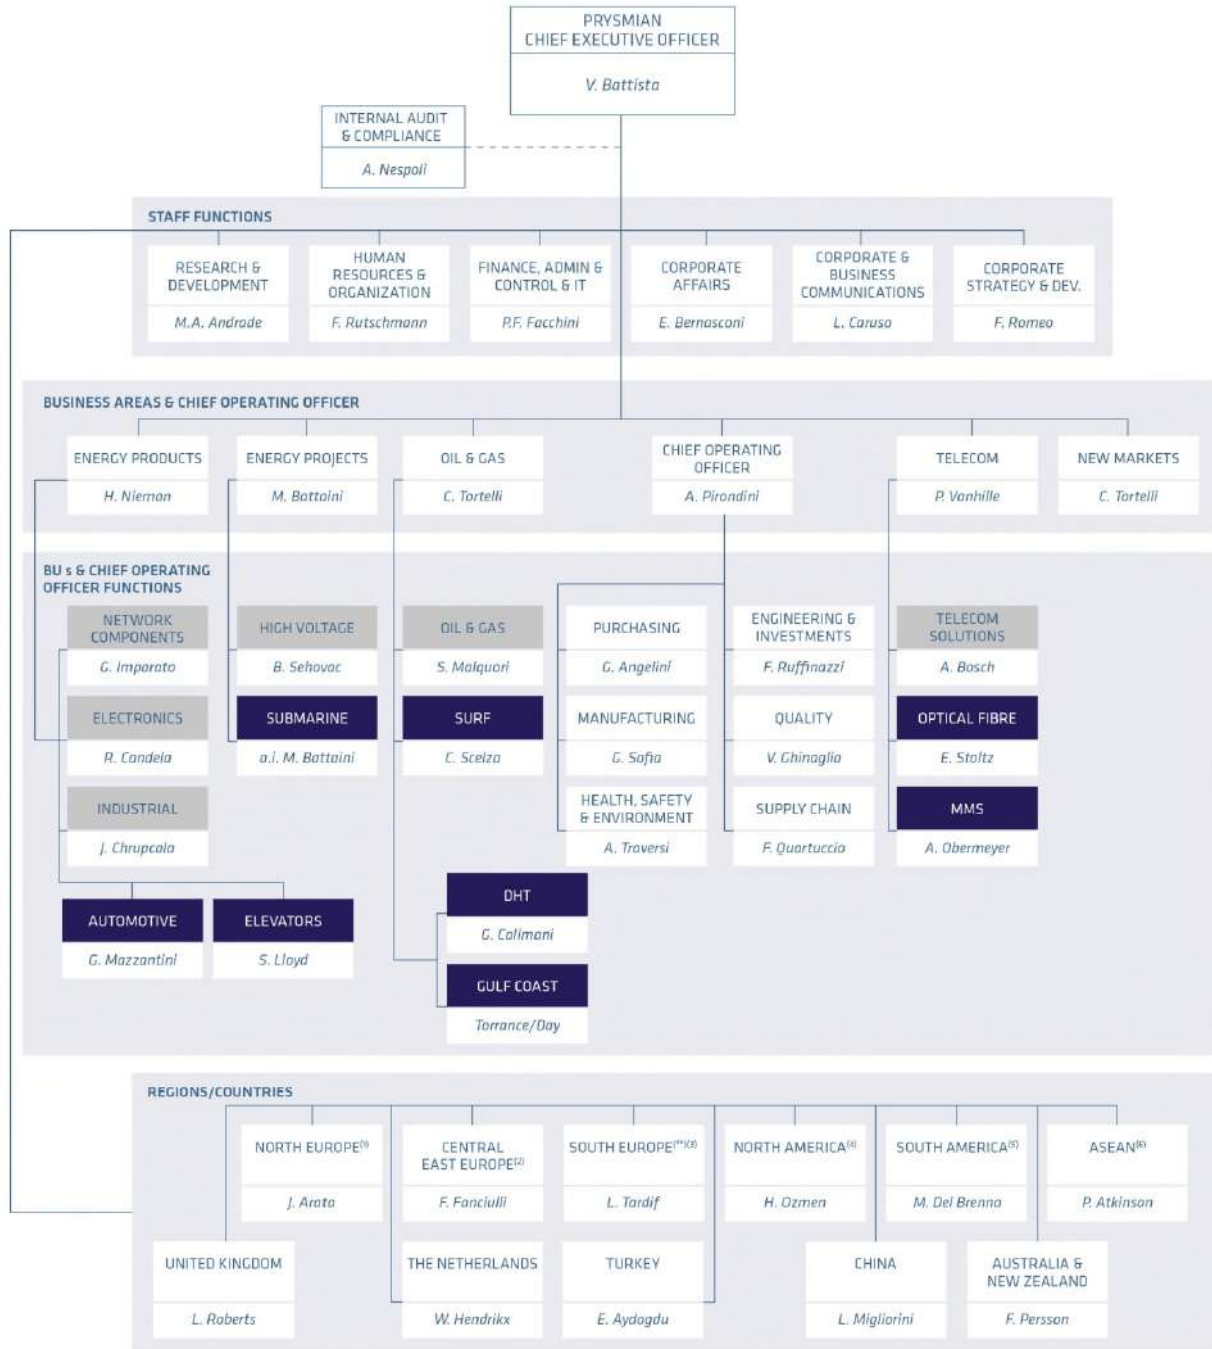 PRYSMIAN
CHIEF EXECUTIVE OFFICER
V. Battista
INTERNAL AUDIT
& COMPLIANCE
A. Nespoli
STAFF FUNCTIONS
RESEARCH &
DEVELOPMENT
M.A. Andrade
HUMAN
RESOURCES &
ORGANIZATION
F. Rutschmann
FINANCE, ADMIN &
CONTROL & IT
P.F. Facchini
CORPORATE
AFFAIRS
E. Bernasconi
CORPORATE &
BUSINESS
COMMUNICATIONS
L. Caruso
CORPORATE
STRATEGY & DEV.
F. Romeo
BUSINESS AREAS & CHIEF OPERATING OFFICER
ENERGY PRODUCTS
H. Nieman
ENERGY PROJECTS
M. Battaini
OIL & GAS
C. Tortelli
CHIEF OPERATING
OFFICER
A. Pirondini
TELECOM
P. Vanhille
NEW MARKETS
C. Tortelli
BU s & CHIEF OPERATING
OFFICER FUNCTIONS
NETWORK
COMPONENTS
G. Imparato
HIGH VOLTAGE
B. Sehovac
OIL & GAS
S. Malquori
PURCHASING
G. Angelini
ENGINEERING &
INVESTMENTS
F. Ruffinazzi
TELECOM
SOLUTIONS
A. Bosch
ELECTRONICS
R. Candela
SUBMARINE
a.i. M. Battaini
SURF
C. Scelza
MANUFACTURING
G. Sofia
QUALITY
V. Ghinaglia
OPTICAL FIBRE
E. Stoltz
INDUSTRIAL
J. Chrupcala
HEALTH, SAFETY
& ENVIRONMENT
A. Traversi
SUPPLY CHAIN
F. Quartuccio
MMS
A. Obermeyer
AUTOMOTIVE
G. Mazzantini
ELEVATORS
S. Lloyd
DHT
G. Colimani
GULF COAST
Torrance/Day
REGIONS/COUNTRIES
NORTH EUROPE(1)
J. Arata
CENTRAL
EAST EUROPE(2)
F. Fanciulli
SOUTH EUROPE(**)(3)
L. Tardif
NORTH AMERICA(4)
H. Ozmen
SOUTH AMERICA(5)
M. Del Brenna
ASEAN(6)
P. Atkinson
UNITED KINGDOM
L. Roberts
THE NETHERLANDS
W. Hendrikx
TURKEY
E. Aydogdu
CHINA
L. Migliorini
AUSTRALIA &
NEW ZEALAND
F. Persson